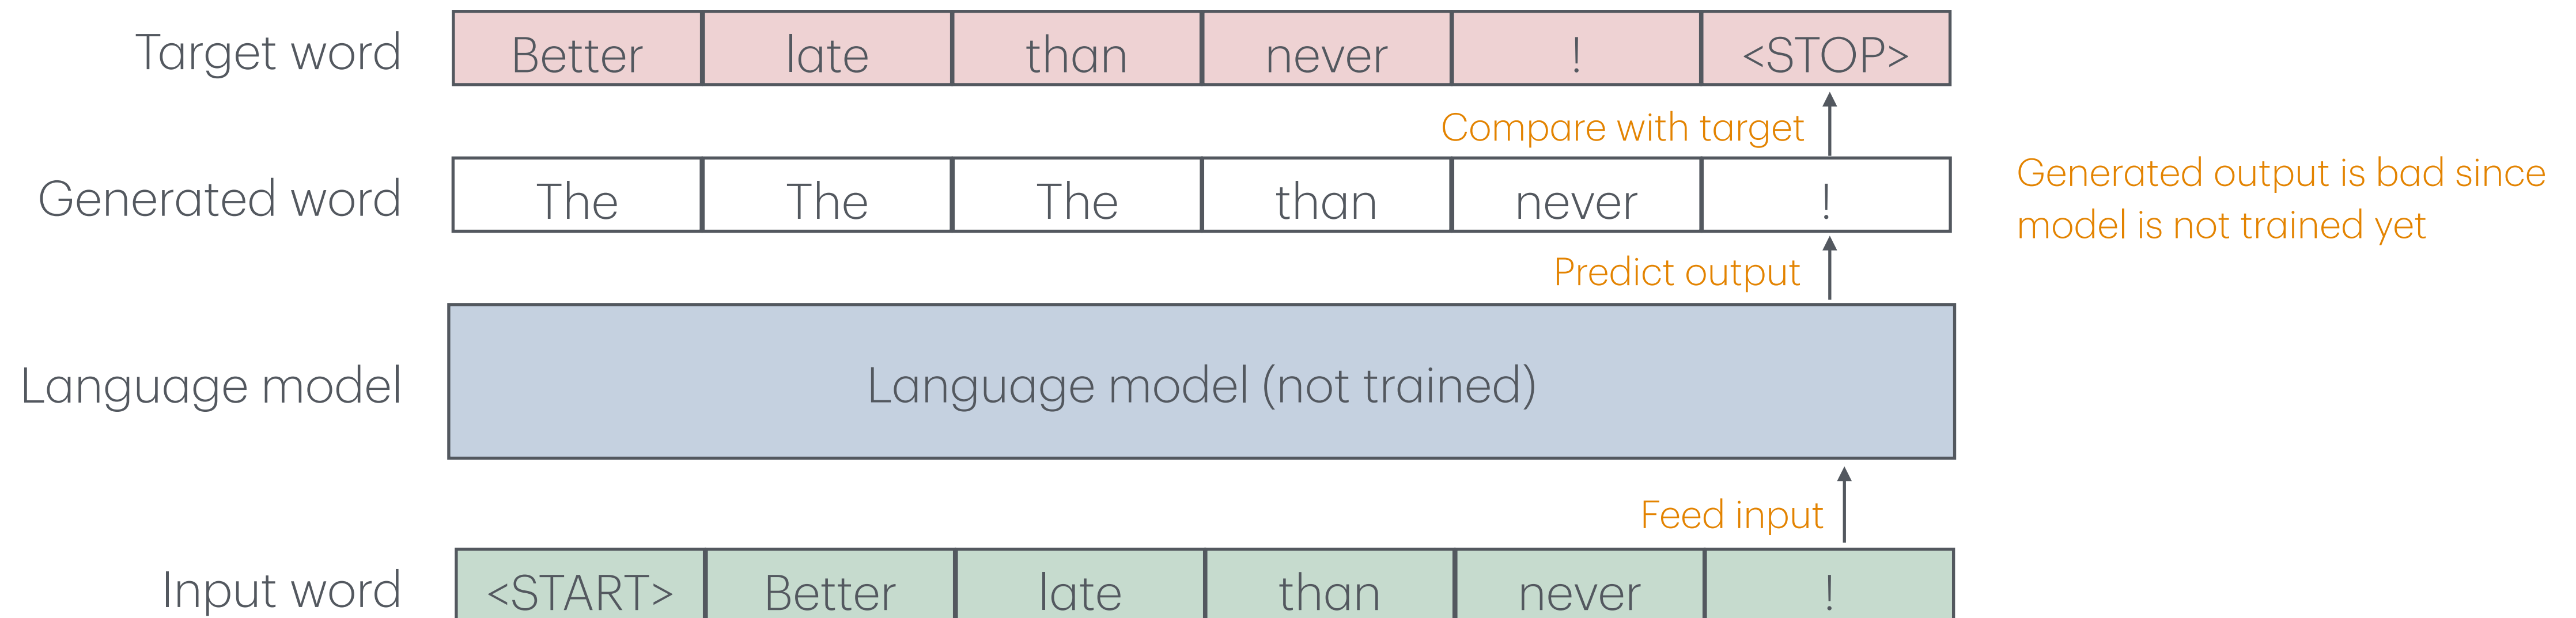 Target word Better late than never ! <STOP>
Compare with target
Generated word The The The than never !
Generated output is bad since
model is not trained yet
Predict output
Language model Language model (not trained)
Feed input
Input word <START> Better late than never !